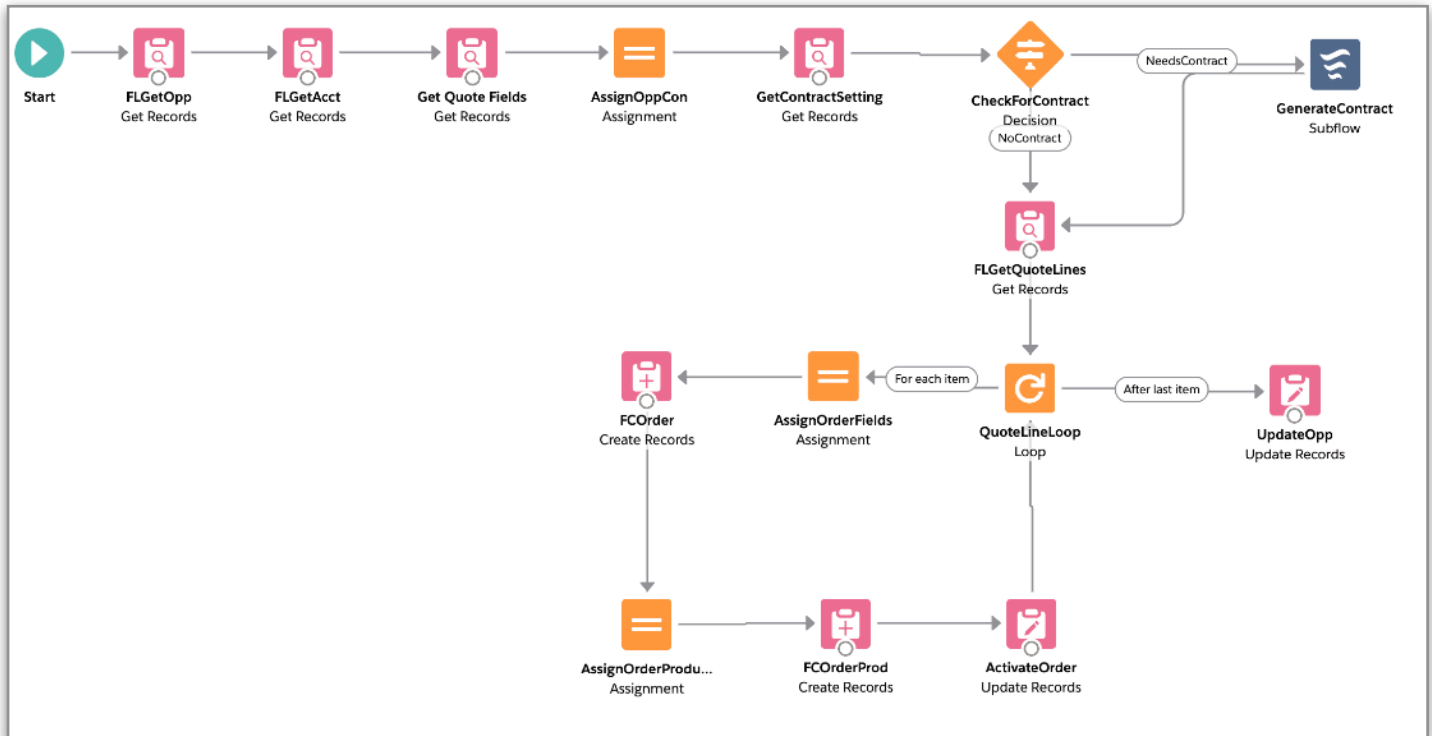 Start
FLGetOpp
Get Records
FLGetAcct
Get Records
Get Quote Fields
Get Records
AssignOppCon
Assignment
GetContractSetting
Get Records
CheckForContract
Decision
NeedsContract
GenerateContract
Subflow
NoContract
FLGetQuoteLines
Get Records
FCOrder
Create Records
AssignOrderFields
Assignment
For each item
QuoteLineLoop
Loop
After last item
UpdateOpp
Update Records
AssignOrderProdu...
Assignment
FCOrderProd
Create Records
ActivateOrder
Update Records